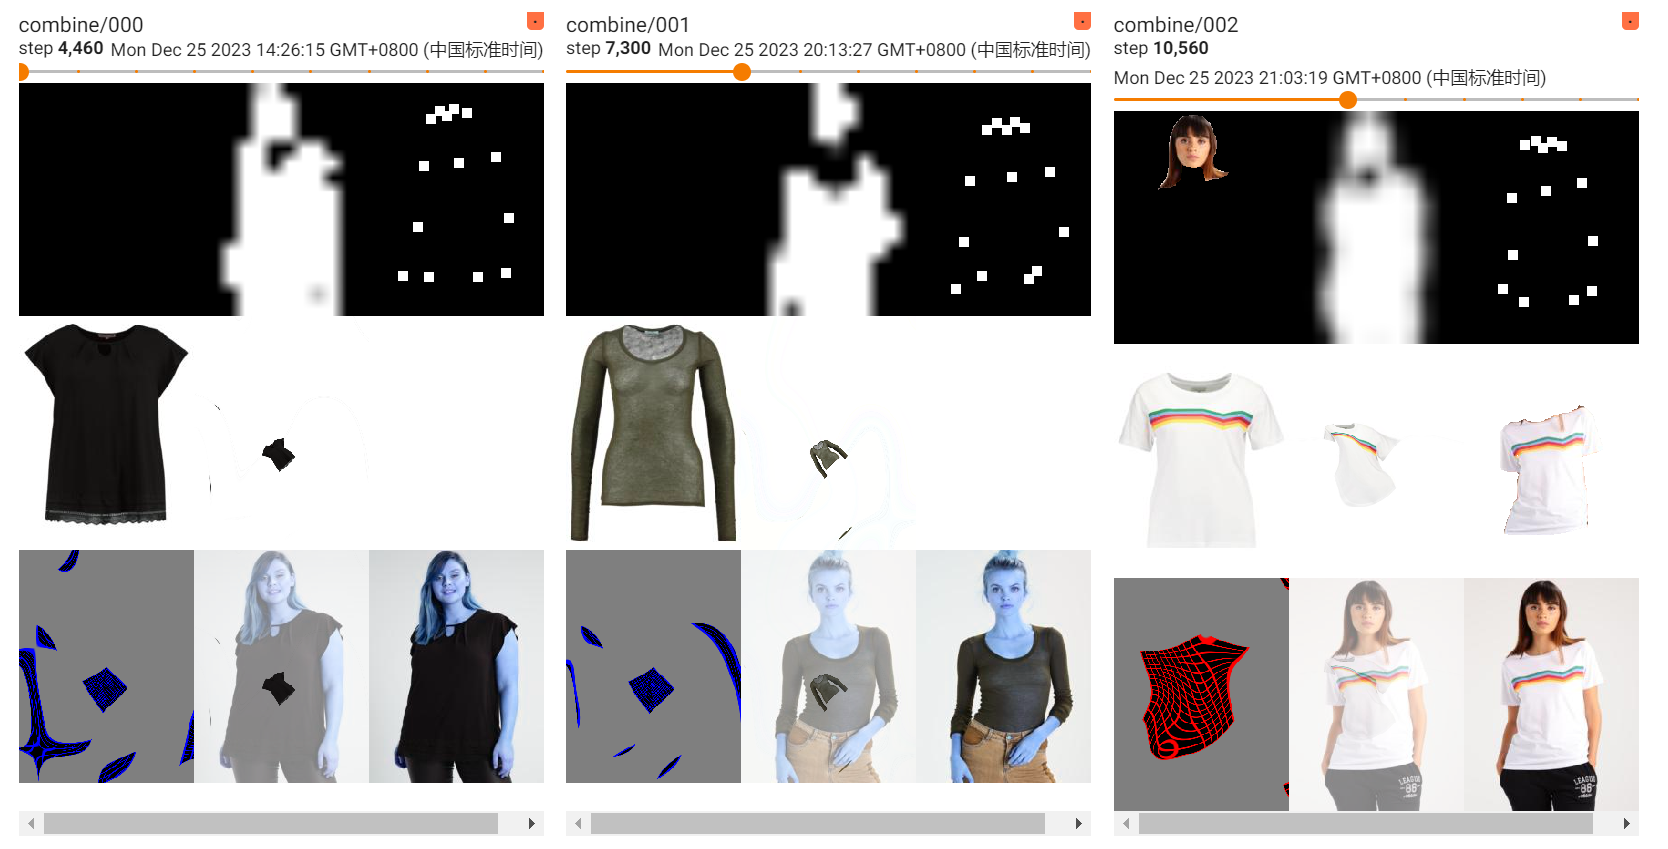 combine/000
step 4,460 Mon Dec 25 2023 14:26:15 GMT+0800 (中国标准时间)
combine/001
step 7,300 Mon Dec 25 2023 20:13:27 GMT+0800 (中国标准时间)
combine/002
step 10,560
Mon Dec 25 2023 21:03:19 GMT+0800 (中国标准时间)
LEAGUE
86